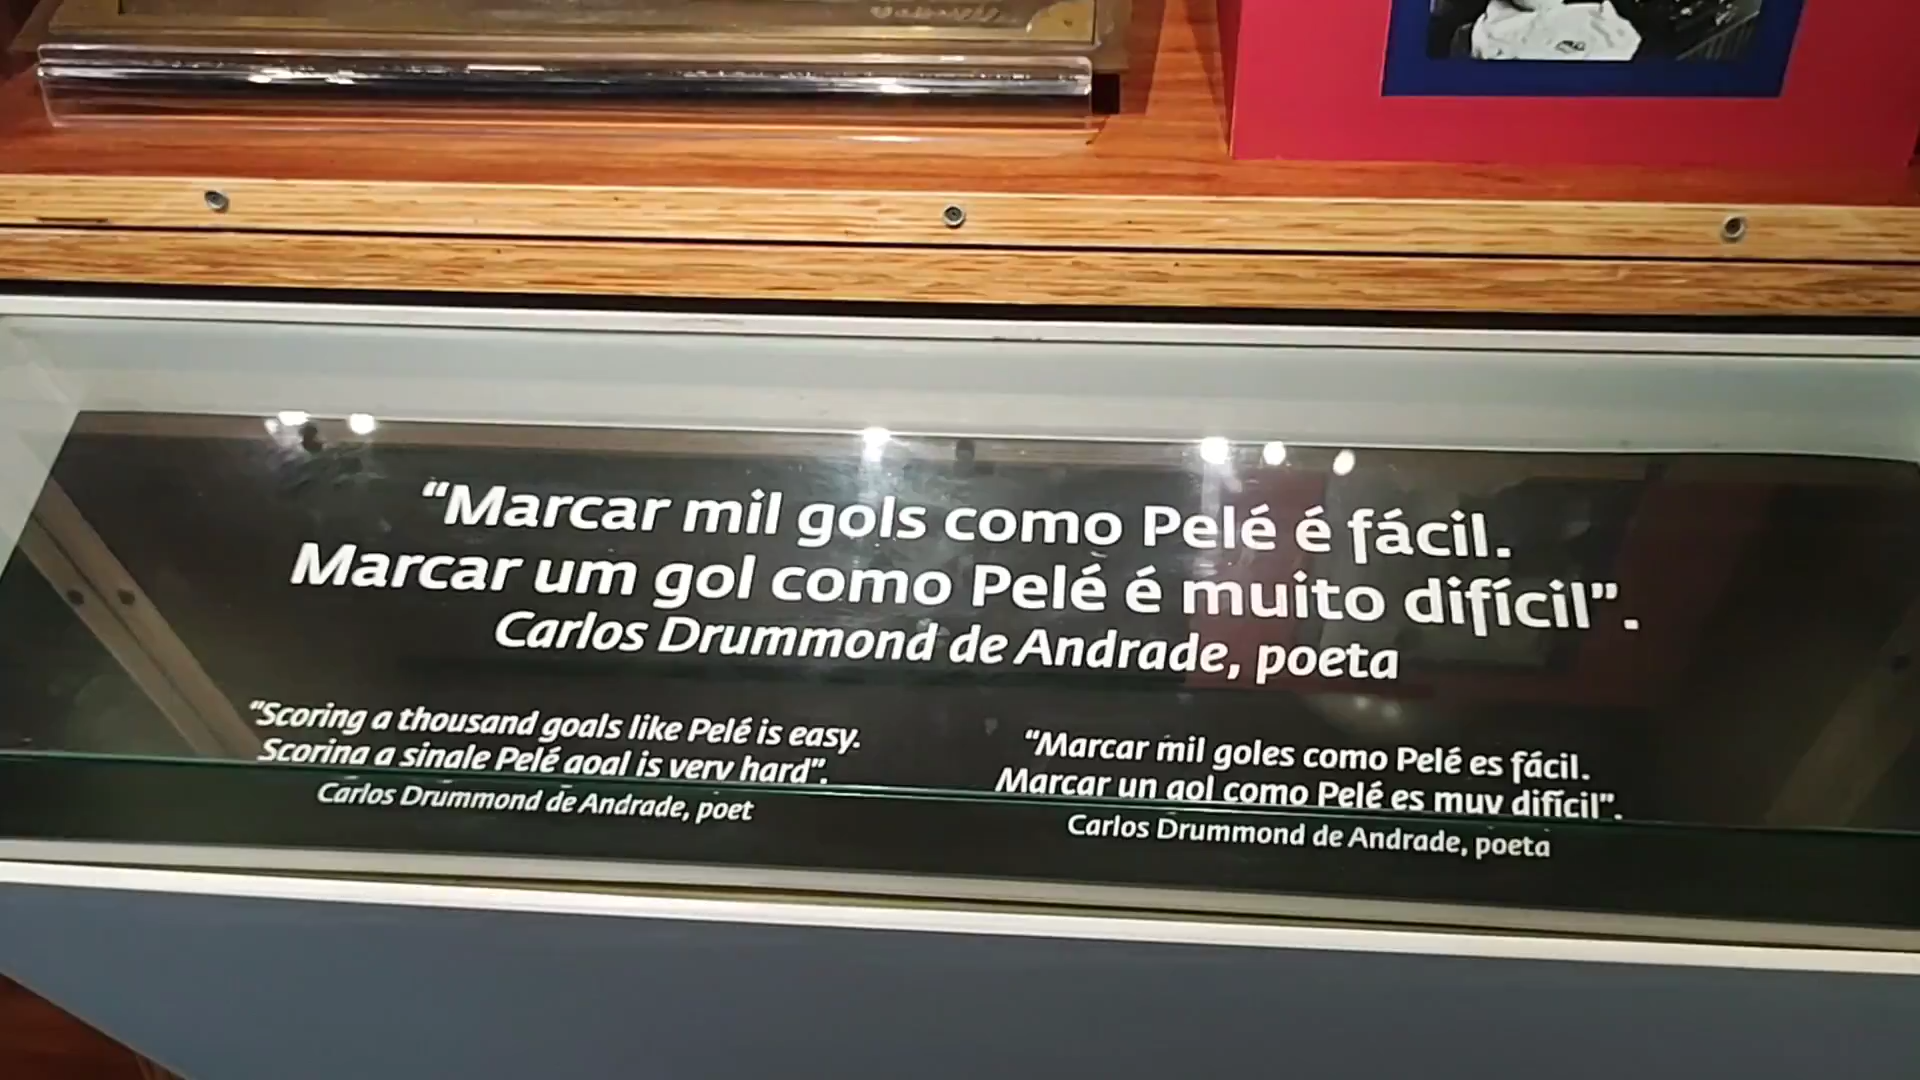 “Marcar mil gols como Pelé é fácil.
Marcar um gol como Pelé é muito difícil”.
Carlos Drummond de Andrade, poeta
"Scoring a thousand goals like Pelé is easy.
Scoring a single Pelé goal is very hard".
Carlos Drummond de Andrade, poet
“Marcar mil goles como Pelé es fácil.
Marcar un gol como Pelé es muy difícil”.
Carlos Drummond de Andrade, poeta